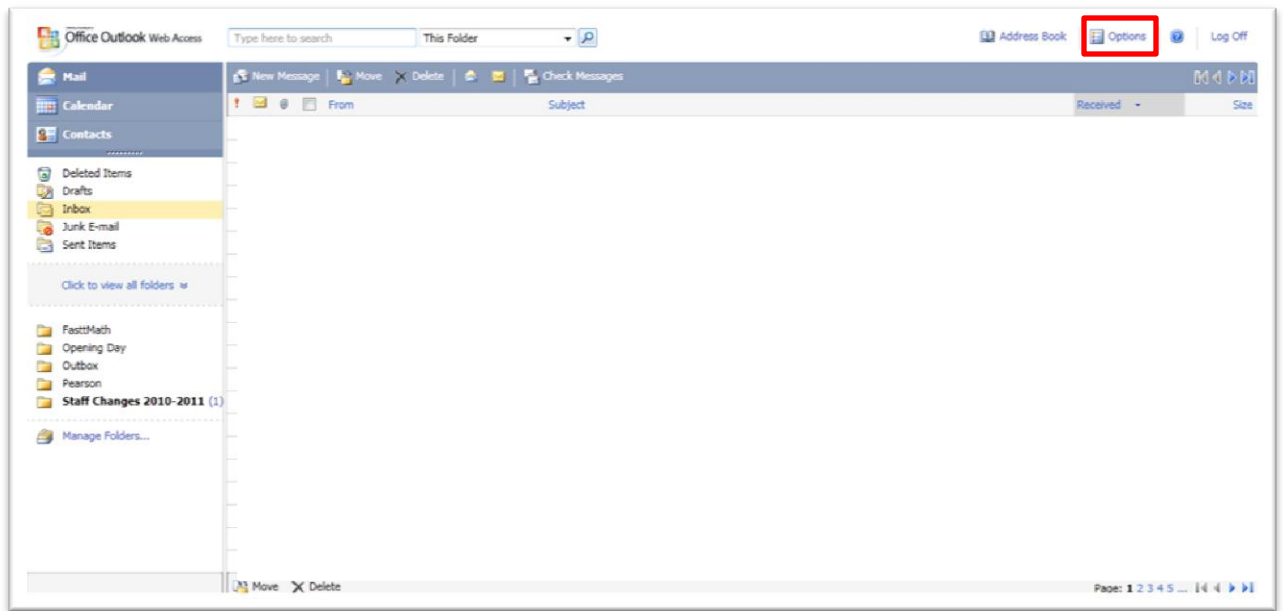 Office Outlook Web Access
Type here to search This Folder
Address Book Options Log Off
Mail
Calendar
Contacts
New Message Move Delete Check Messages
! From Subject Received Size
Deleted Items
Drafts
Inbox
Junk E-mail
Sent Items
Click to view all folders
FasttMath
Opening Day
Outbox
Pearson
Staff Changes 2010-2011 (1)
Manage Folders...
Move Delete
Page: 1 2 3 4 5 ...